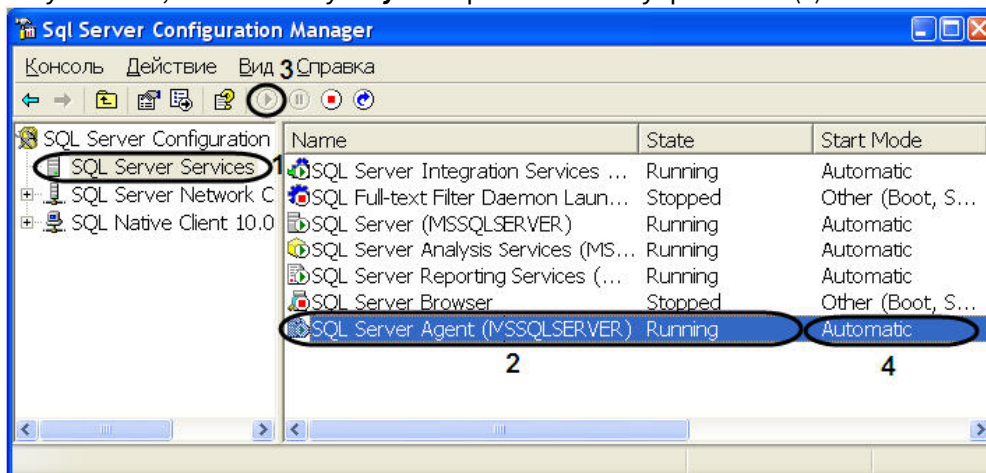 Sql Server Configuration Manager
Консоль Действие Вид 3 Справка
SQL Server Configuration
SQL Server Services 1
SQL Server Network C
SQL Native Client 10.0
Name State Start Mode
SQL Server Integration Services ... Running Automatic
SQL Full-text Filter Daemon Laun... Stopped Other (Boot, S...
SQL Server (MSSQLSERVER) Running Automatic
SQL Server Analysis Services (MS... Running Automatic
SQL Server Reporting Services (... Running Automatic
SQL Server Browser Stopped Other (Boot, S...
SQL Server Agent (MSSQLSERVER) Running Automatic
2 4